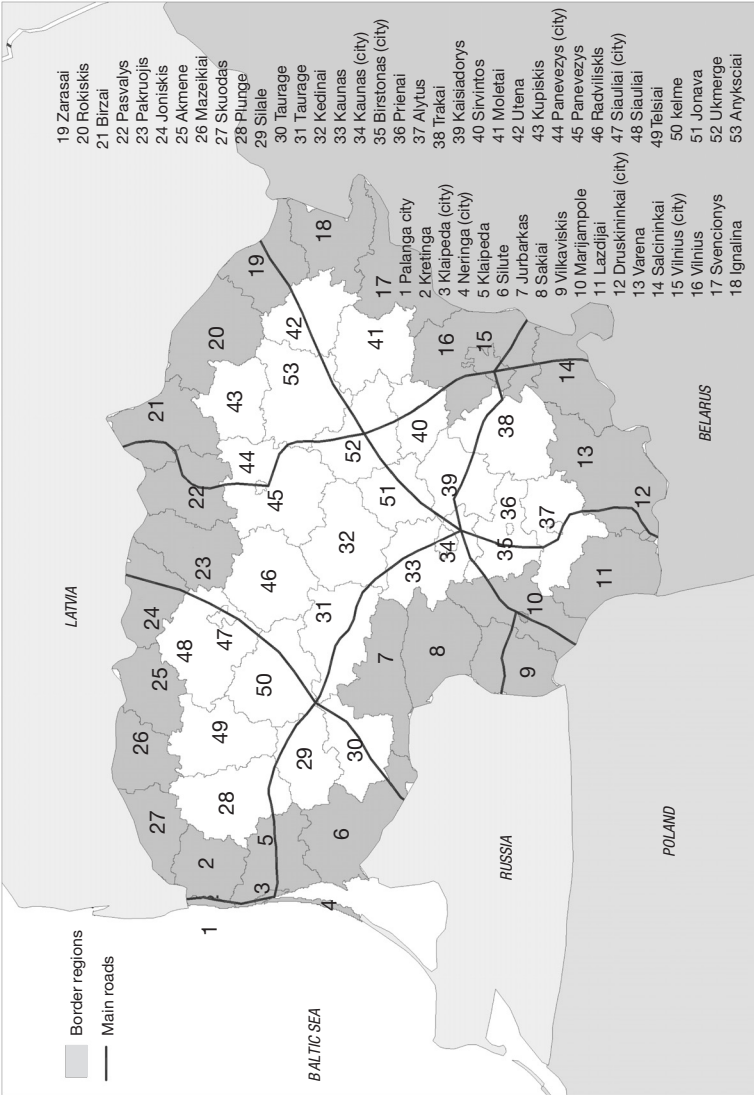 Border regions
Main roads
BALTIC SEA
LATVIA
RUSSIA
POLAND
BELARUS
1
2
3
4
5
6
7
8
9
10
11
12
13
14
15
16
17
18
19
20
21
22
23
24
25
26
27
28
29
30
31
32
33
34
35
36
37
38
39
40
41
42
43
44
45
46
47
48
49
50
51
52
53
1 Palanga city
2 Kretinga
3 Klaipeda (city)
4 Neringa (city)
5 Klaipeda
6 Silute
7 Jurbarkas
8 Sakiai
9 Vilkaviskis
10 Marijampole
11 Lazdijai
12 Druskininkai (city)
13 Varena
14 Salcininkai
15 Vilnius (city)
16 Vilnius
17 Svencionys
18 Ignalina
19 Zarasai
20 Rokiskis
21 Birzai
22 Pasvalys
23 Pakruojis
24 Joniskis
25 Akmene
26 Mazeikiai
27 Skuodas
28 Plunge
29 Silale
30 Taurage
31 Taurage
32 Kedinai
33 Kaunas
34 Kaunas (city)
35 Birstonas (city)
36 Prienai
37 Alytus
38 Trakai
39 Kaisiadorys
40 Sirvintos
41 Moletai
42 Utena
43 Kupiskis
44 Panevezys (city)
45 Panevezys
46 Radviliskls
47 Siauliai (city)
48 Siauliai
49 Telsiai
50 kelme
51 Jonava
52 Ukmerge
53 Anyksciai